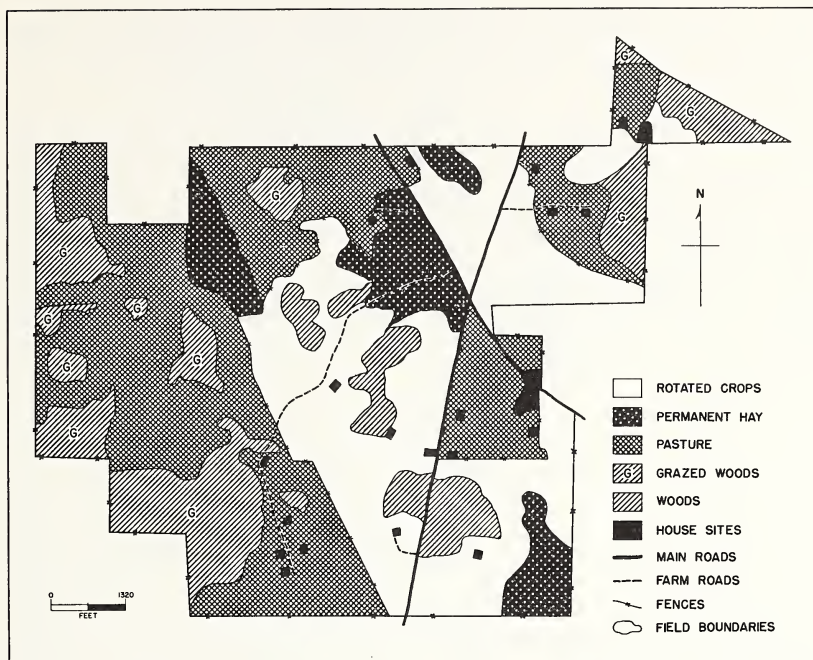 G
G
G
G
N
G
G
G
G
G
G
G
G
ROTATED CROPS
PERMANENT HAY
PASTURE
G GRAZED WOODS
WOODS
HOUSE SITES
MAIN ROADS
FARM ROADS
FENCES
FIELD BOUNDARIES
0 1320
FEET